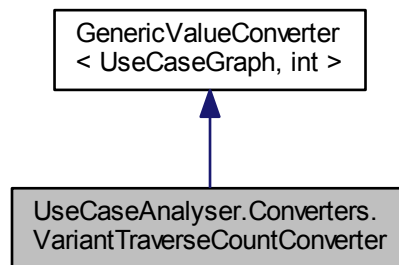 GenericValueConverter
< UseCaseGraph, int >
UseCaseAnalyser.Converters.
VariantTraverseCountConverter